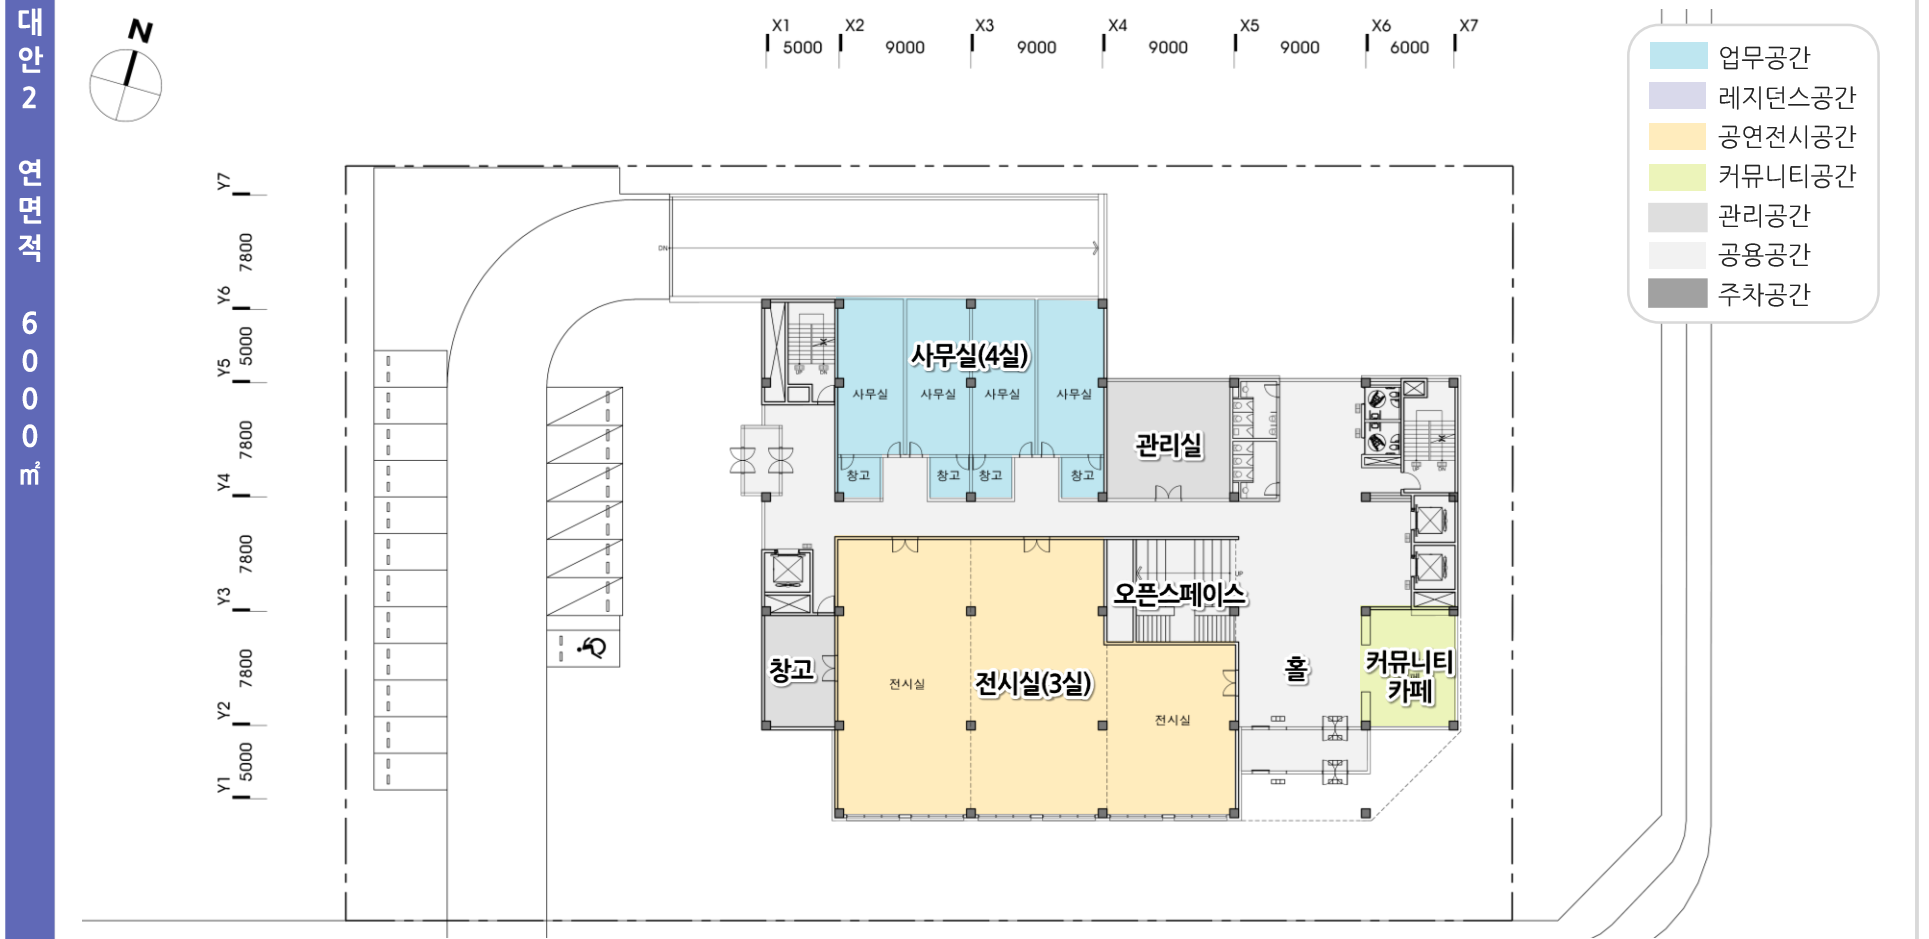 대안2 연면적 6000㎡
N
X1 X2 X3 X4 X5 X6 X7
5000 9000 9000 9000 9000 6000
업무공간
레지던스공간
공연전시공간
커뮤니티공간
관리공간
공용공간
주차공간
Y7
7800
Y6
5000
Y5
7800
Y4
7800
Y3
7800
Y2
5000
Y1
DN
사무실(4실)
사무실 사무실 사무실 사무실
창고 창고 창고 창고
관리실
UP DN
UP DN
오픈스페이스
UP
창고
전시실
전시실(3실)
전시실
홀
커뮤니티
카페